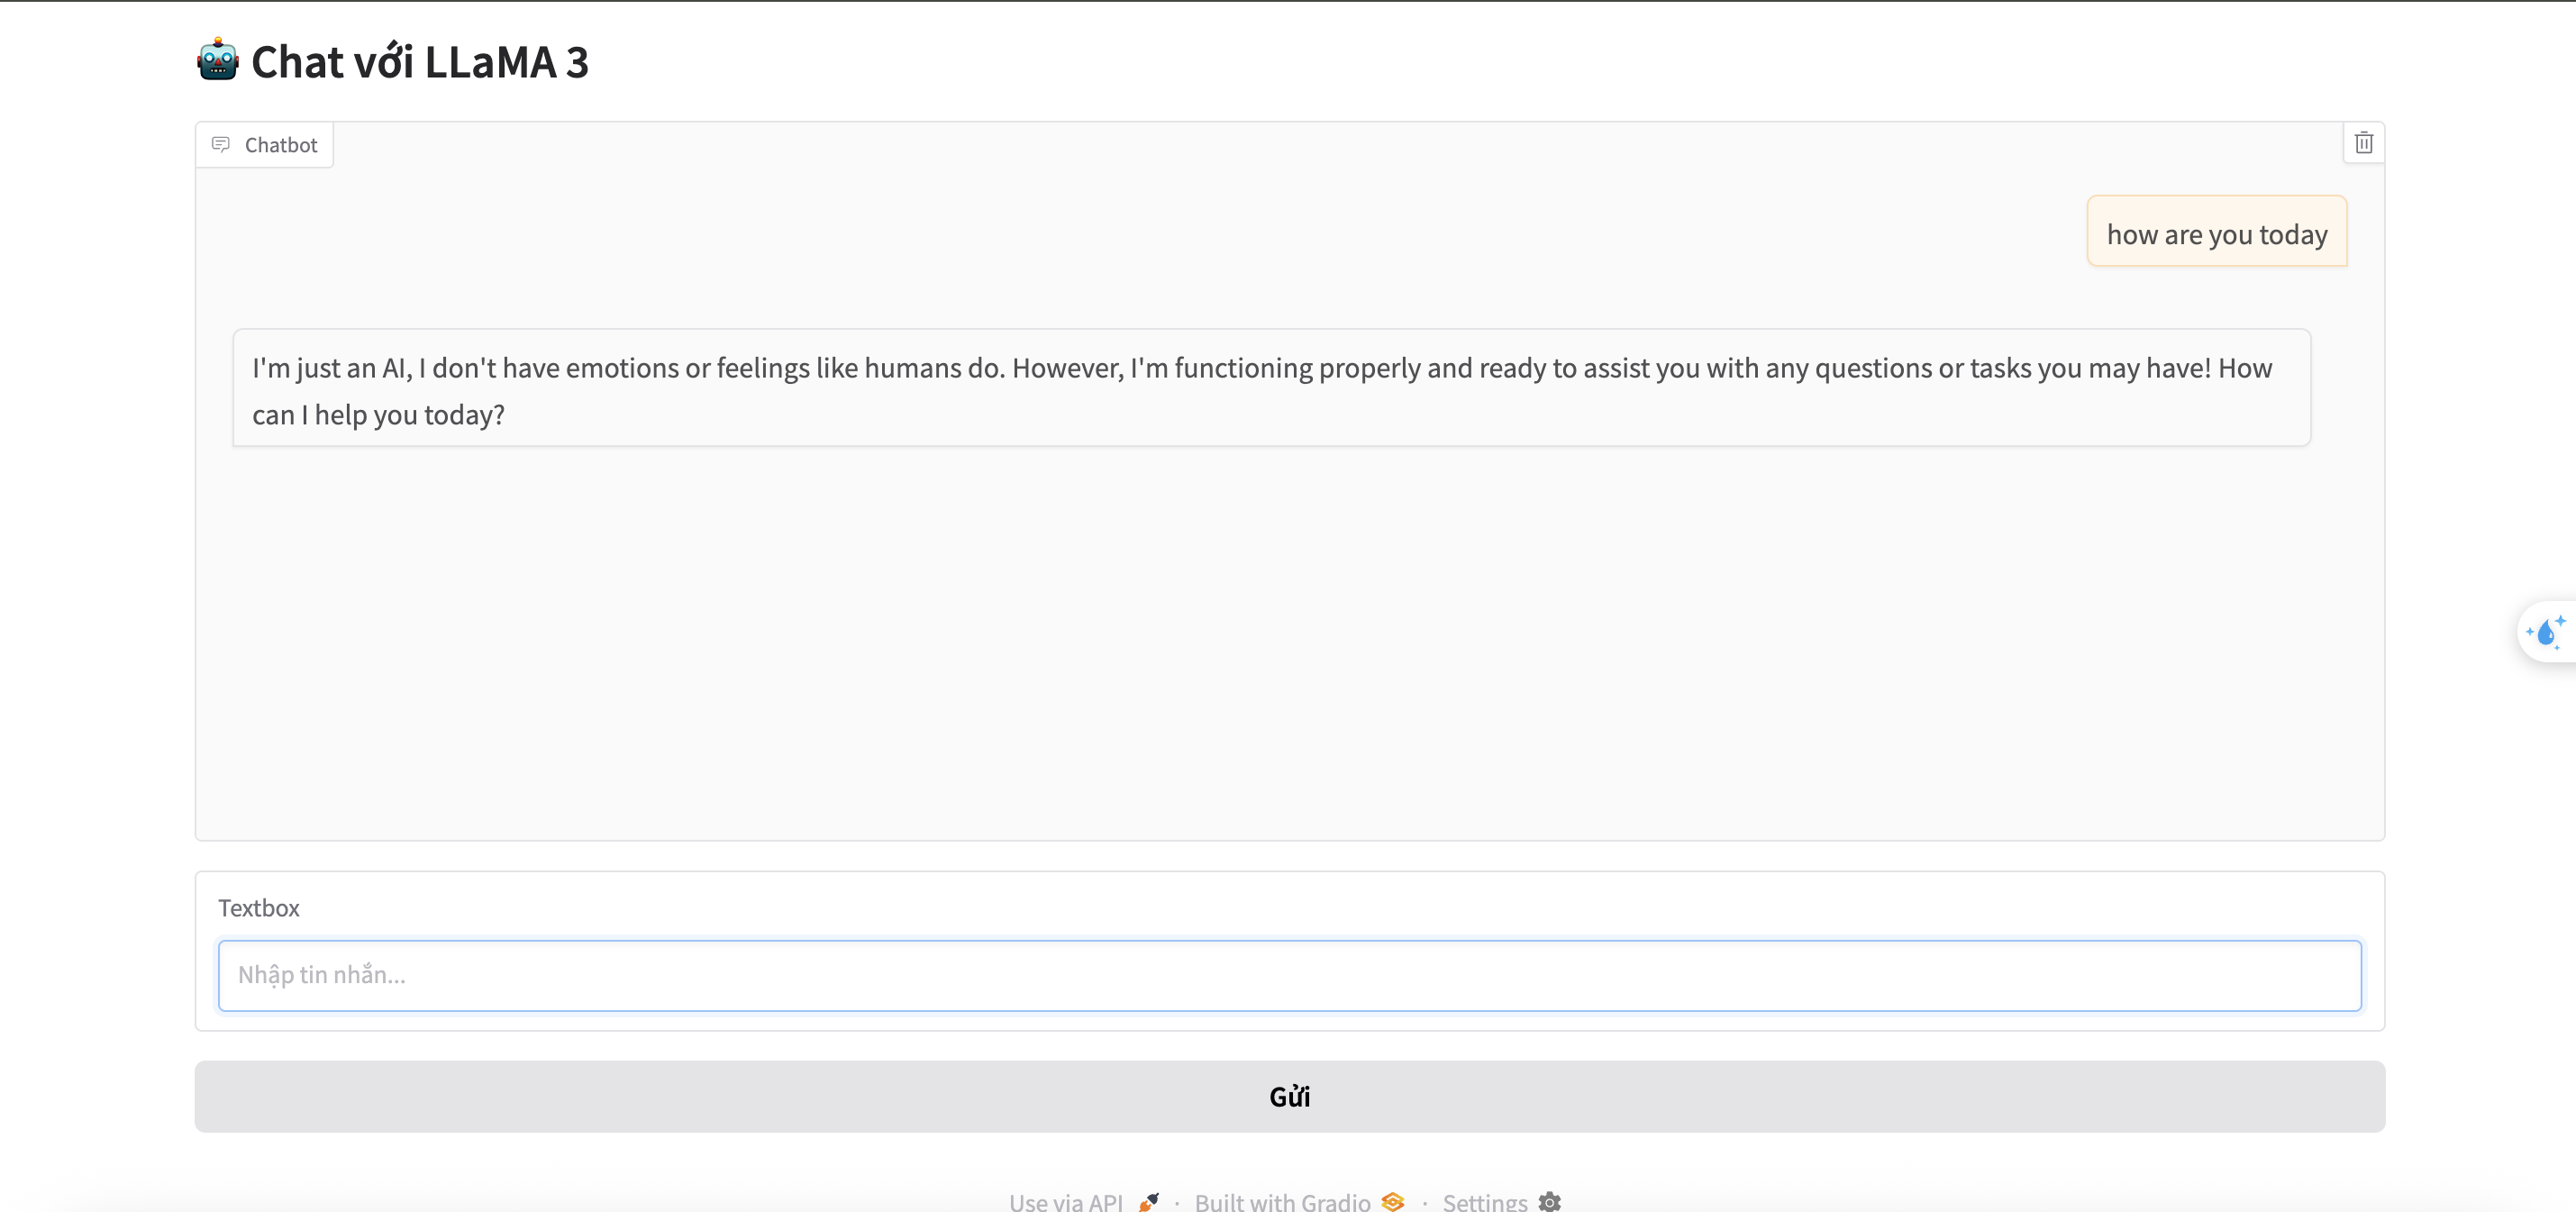 Chat với LLaMA 3
Chatbot
how are you today
I'm just an AI, I don't have emotions or feelings like humans do. However, I'm functioning properly and ready to assist you with any questions or tasks you may have! How
can I help you today?
Textbox
Nhập tin nhắn...
Gửi
Use via API · Built with Gradio · Settings